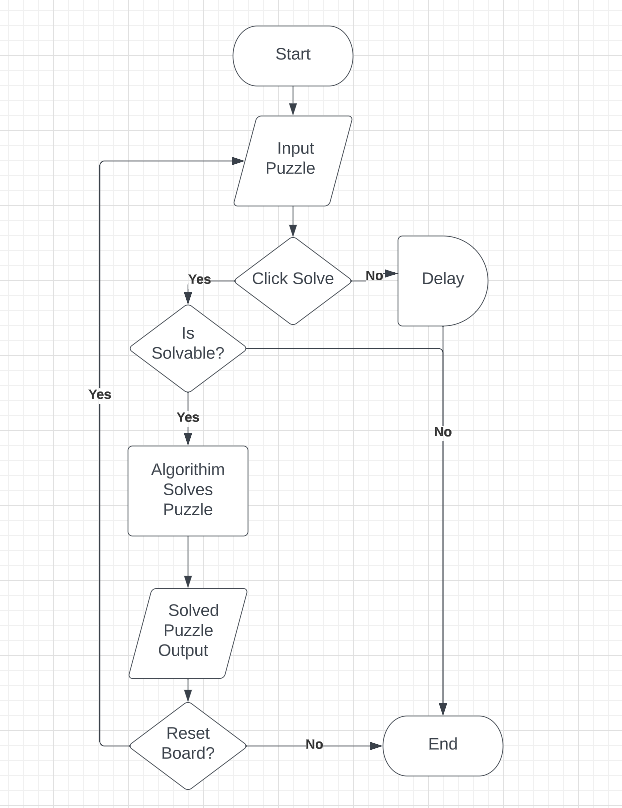 Start
Input
Puzzle
Click Solve
Yes
No
Delay
Is
Solvable?
Yes
Yes
No
Algorithim
Solves
Puzzle
Solved
Puzzle
Output
Reset
Board?
No
End